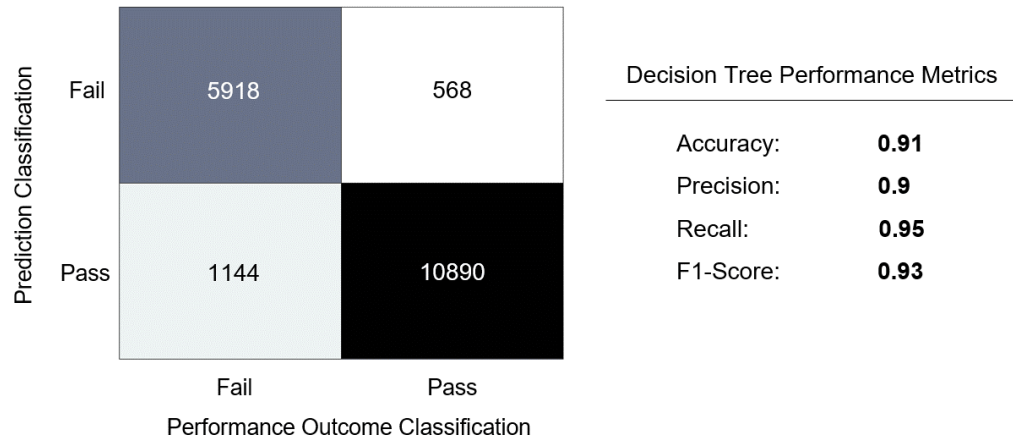 Prediction Classification
Fail
5918
568
Pass
1144
10890
Fail
Pass
Performance Outcome Classification
Decision Tree Performance Metrics
Accuracy: 0.91
Precision: 0.9
Recall: 0.95
F1-Score: 0.93